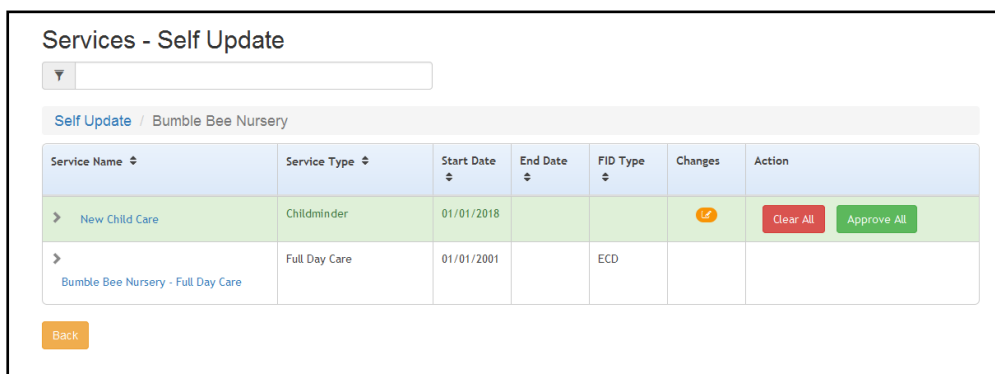 Services - Self Update
Self Update / Bumble Bee Nursery
Service Name Service Type Start Date End Date FID Type Changes Action
New Child Care Childminder 01/01/2018 Clear All Approve All
Full Day Care 01/01/2001 ECD
Bumble Bee Nursery - Full Day Care
Back